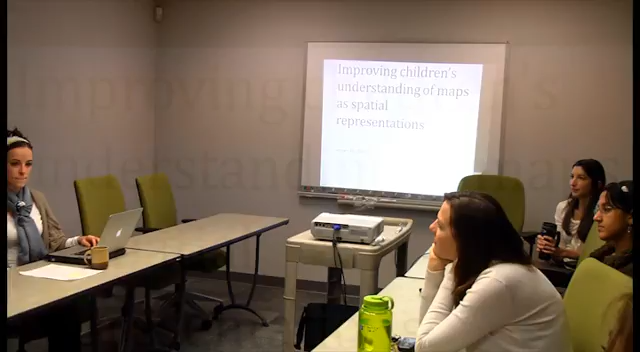 Improving children's
understanding of maps
as spatial
representations